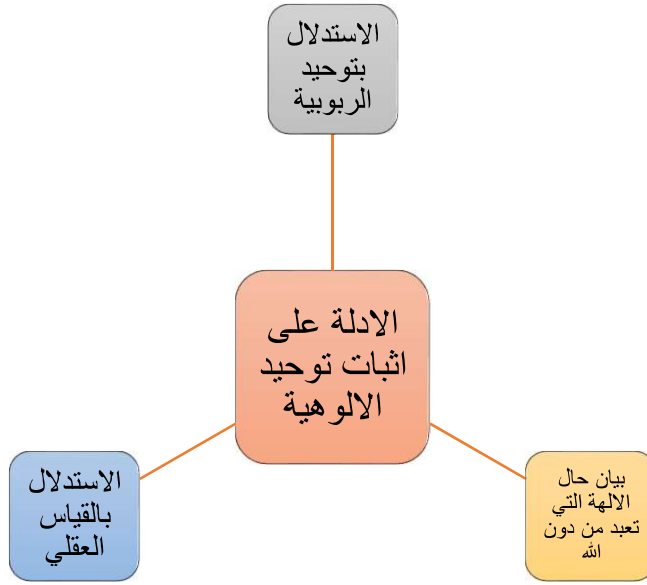 الاستدلال
بتوحيد
الربوبية
الادلة على
اثبات توحيد
الالوهية
بيان حال
الالهة التي
تعبد من دون
الله
الاستدلال
بالقياس
العقلي